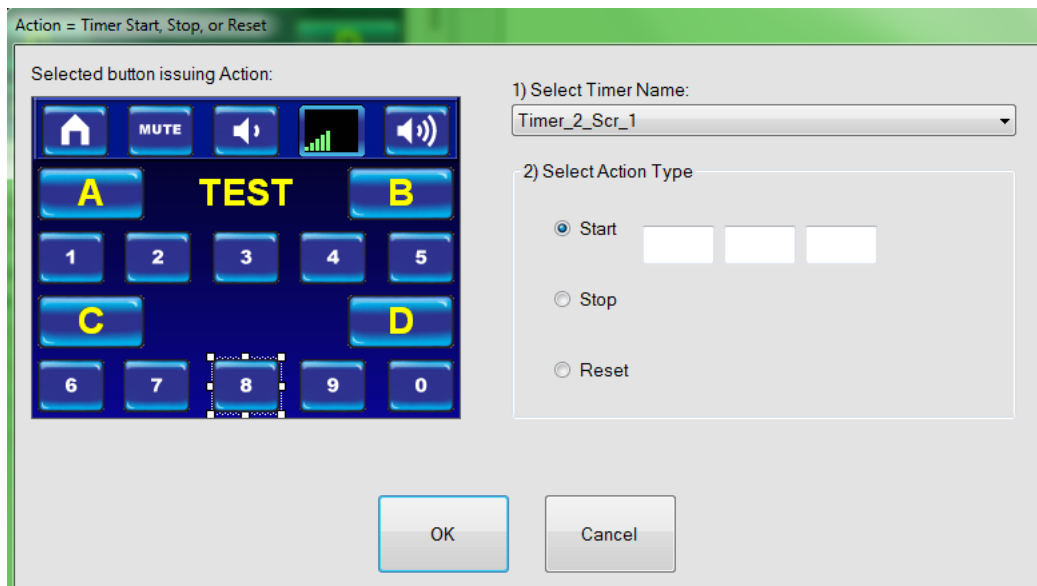 Action = Timer Start, Stop, or Reset
Selected button issuing Action:
MUTE
A TEST B
1 2 3 4 5
C D
6 7 8 9 0
1) Select Timer Name:
Timer_2_Scr_1
2) Select Action Type
Start
Stop
Reset
OK Cancel